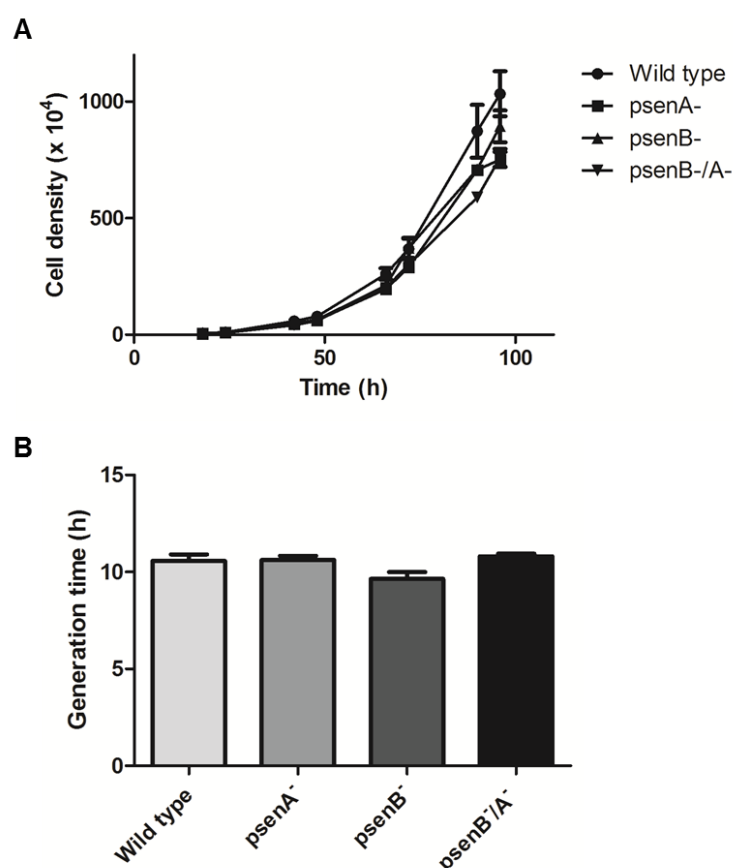 A
Cell density (x 10⁴)
1000
500
0
0 50 100
Time (h)
Wild type
psenA-
psenB-
psenB-/A-
B
Generation time (h)
15
10
5
0
Wild type
psenA⁻
psenB⁻
psenB⁻/A⁻